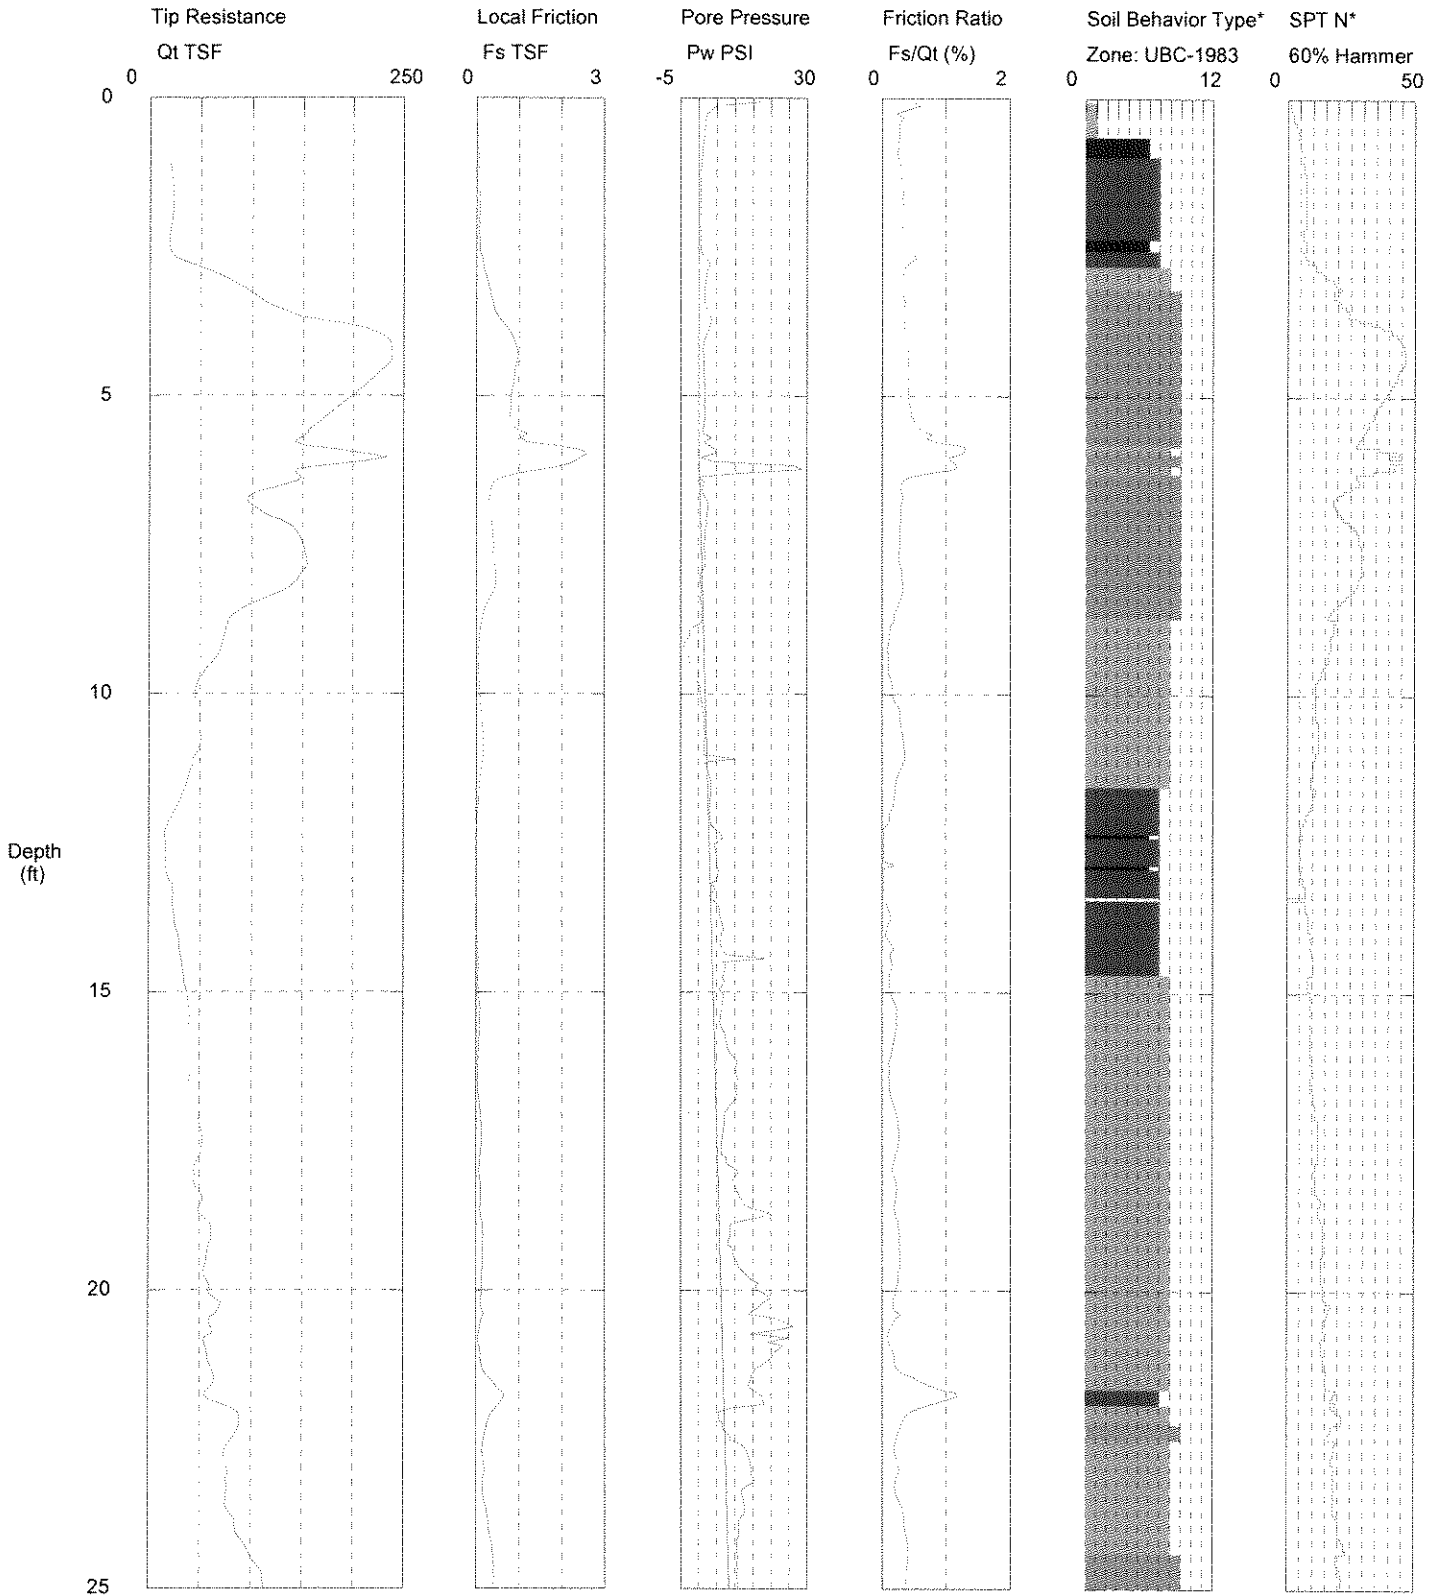 Tip Resistance
Qt TSF
0 250
Local Friction
Fs TSF
0 3
Pore Pressure
Pw PSI
-5 30
Friction Ratio
Fs/Qt (%)
0 2
Soil Behavior Type*
Zone: UBC-1983
0 12
SPT N*
60% Hammer
0 50
0
5
10
Depth
(ft)
15
20
25